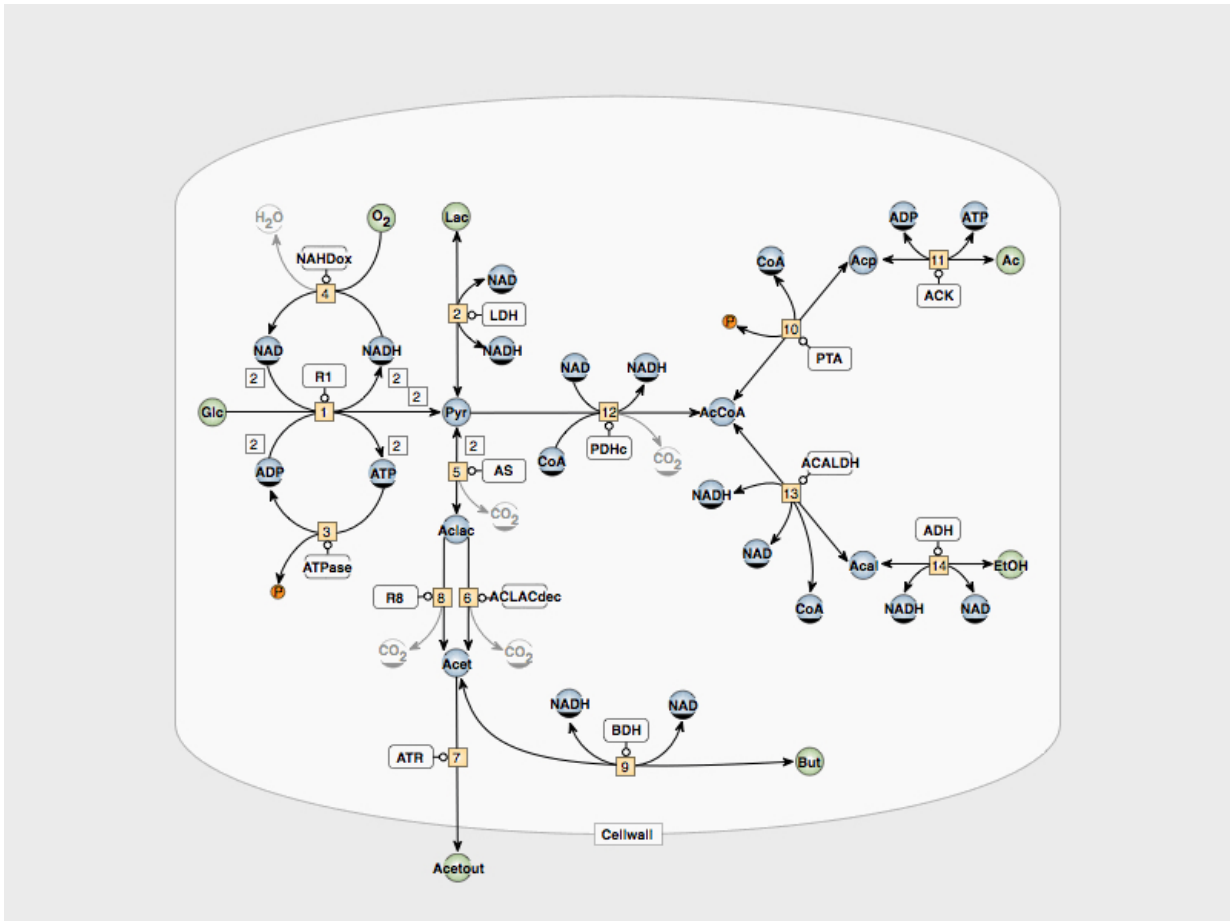 H2O
O2
Lac
NAHDox
4
NAD
NADH
2
2
2
R1
Glc
1
2
2
ADP
ATP
3
ATPase
P
NAD
2
LDH
NADH
Pyr
2
5
AS
CO2
Aclac
R8
8
6
ACLACdec
CO2
CO2
Acet
ATR
7
Acetout
NAD
NADH
12
CoA
PDHc
CO2
AcCoA
CoA
P
10
PTA
Acp
ADP
ATP
11
Ac
ACK
ACALDH
NADH
13
NAD
CoA
Acal
ADH
14
EtOH
NADH
NAD
NADH
NAD
BDH
9
But
Cellwall